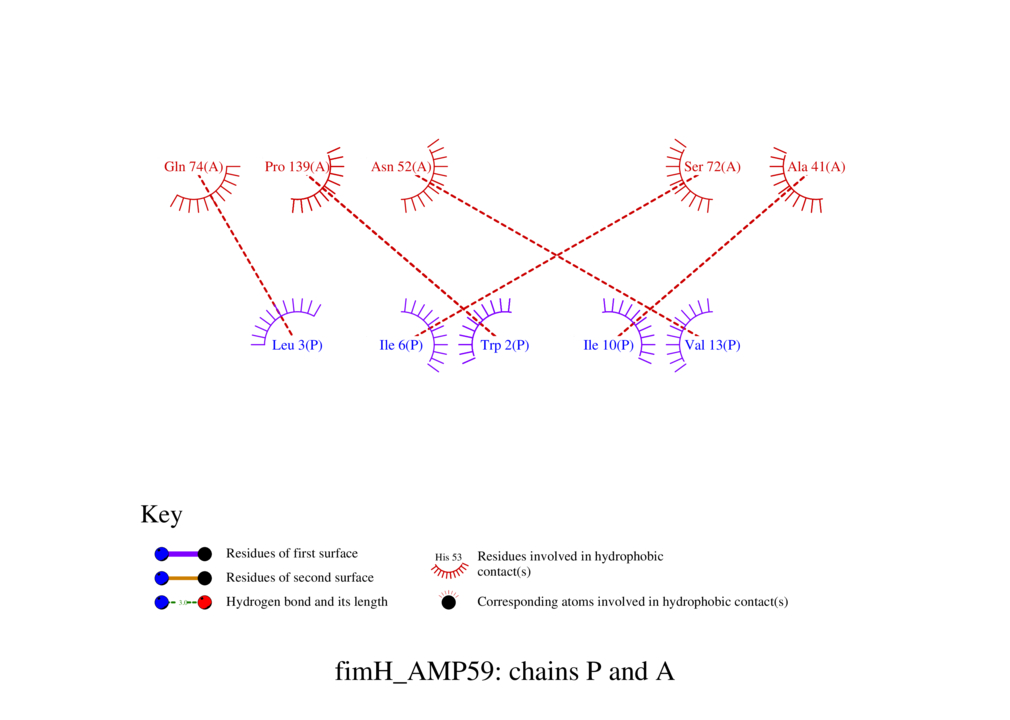 Gln 74(A) Pro 139(A) Asn 52(A) Ser 72(A) Ala 41(A)
Leu 3(P) Ile 6(P) Trp 2(P) Ile 10(P) Val 13(P)
Key
Residues of first surface
Residues of second surface
3.0
Hydrogen bond and its length
His 53
Residues involved in hydrophobic
contact(s)
Corresponding atoms involved in hydrophobic contact(s)
fimH_AMP59: chains P and A